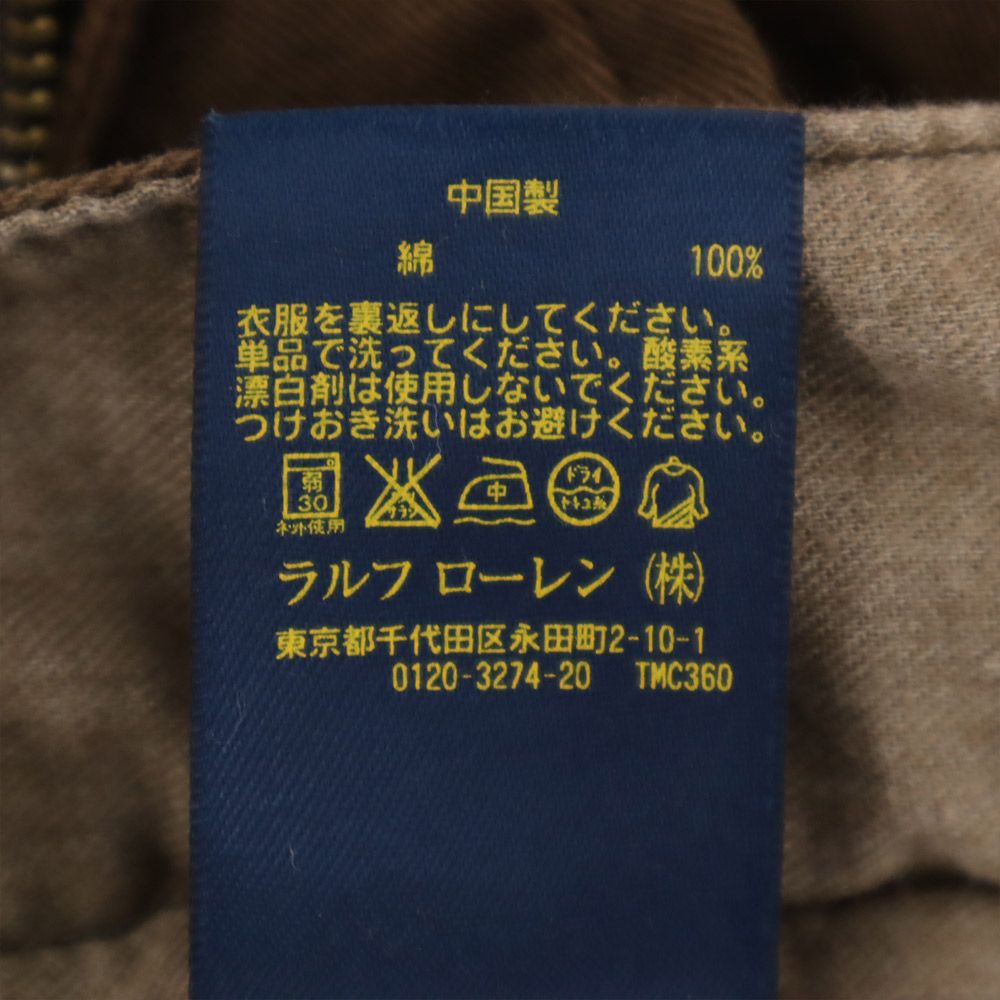 中国製
綿 100%
衣服を裏返しにしてください。
単品で洗ってください。酸素系
漂白剤は使用しないでください。
つけおき洗いはお避けください。
弱 中 ドライ
30 セキユ系
ネット使用
ラルフ ローレン (株)
東京都千代田区永田町2-10-1
0120-3274-20 TMC360